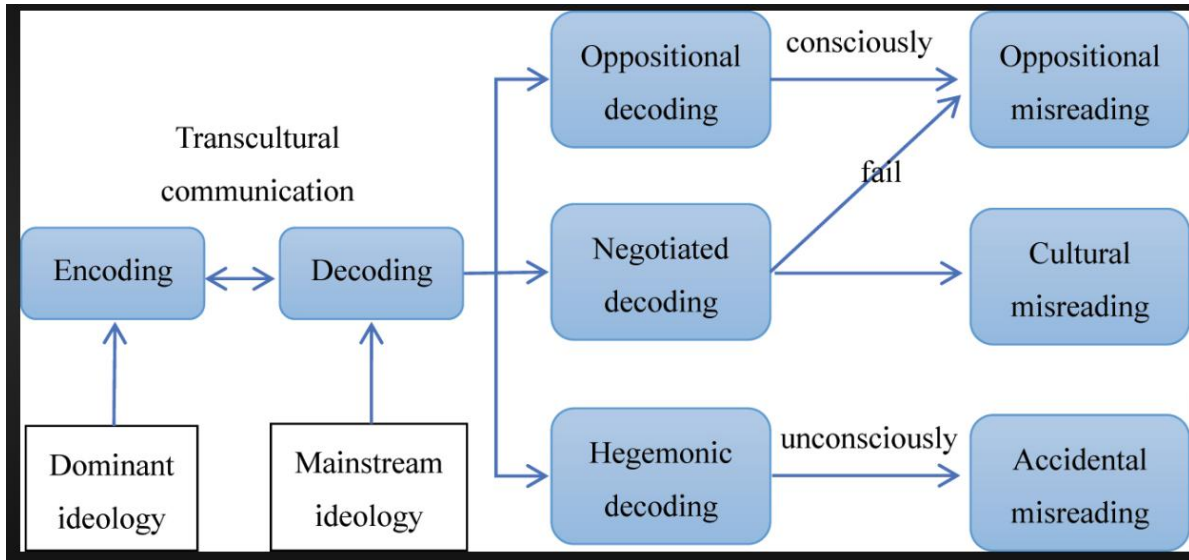 Transcultural
communication
Encoding
Decoding
Dominant
ideology
Mainstream
ideology
Oppositional
decoding
consciously
Oppositional
misreading
fail
Negotiated
decoding
Cultural
misreading
Hegemonic
decoding
unconsciously
Accidental
misreading